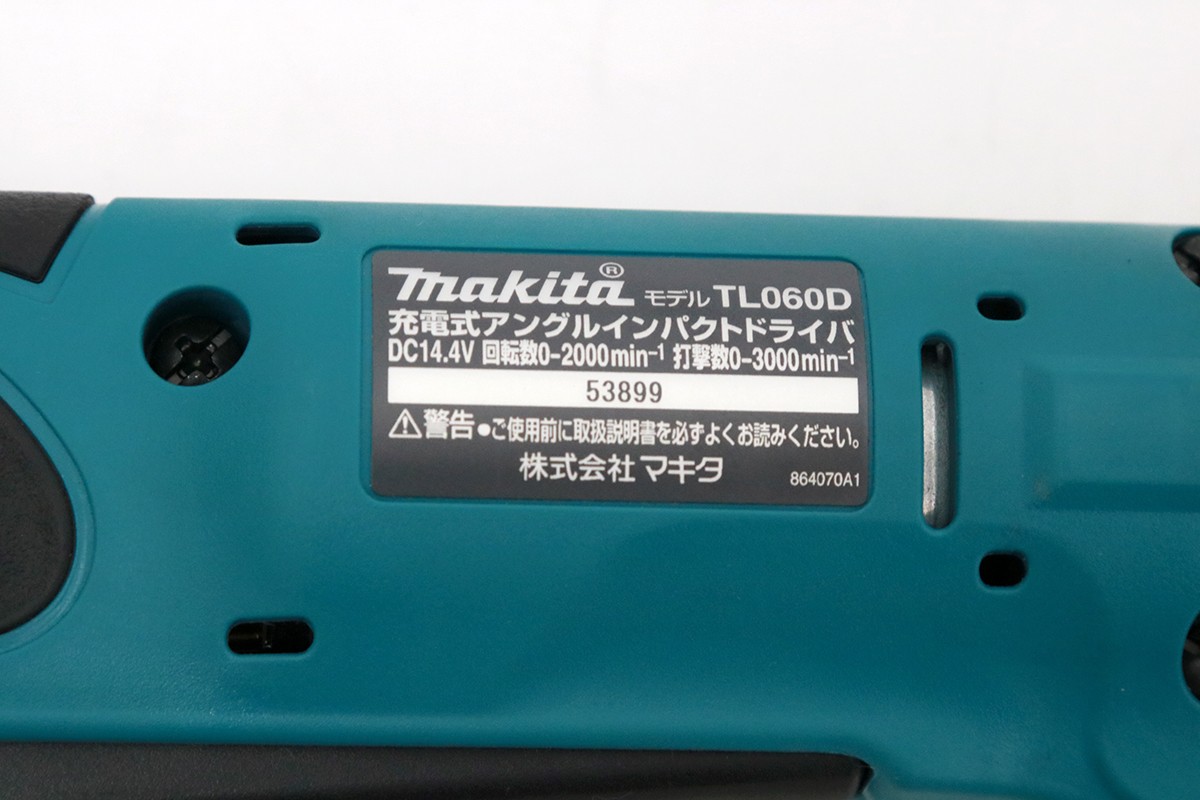 makita® モデル TL060D
充電式アングルインパクトドライバ
DC14.4V 回転数0-2000min⁻¹ 打撃数0-3000min⁻¹
53899
⚠警告 ●ご使用前に取扱説明書を必ずよくお読みください。
株式会社 マキタ 864070A1